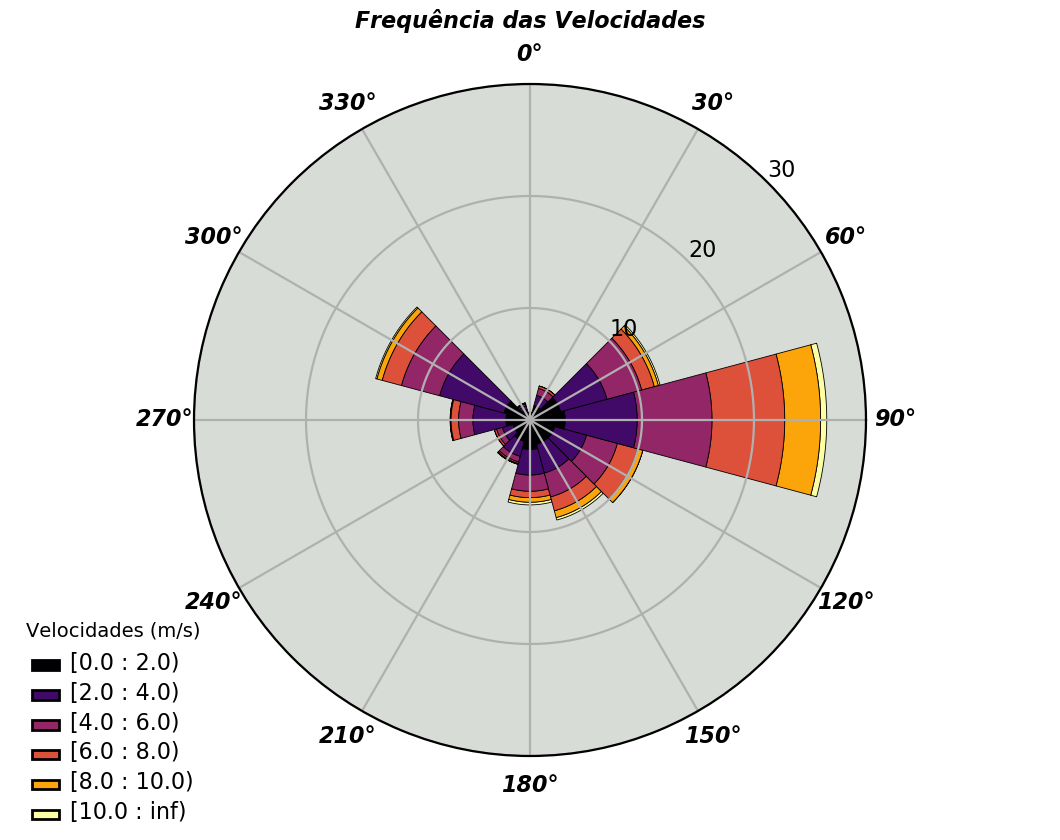 Frequência das Velocidades
0°
330°
30°
30
300°
60°
20
10
270°
90°
240°
120°
210°
150°
180°
Velocidades (m/s)
[0.0 : 2.0)
[2.0 : 4.0)
[4.0 : 6.0)
[6.0 : 8.0)
[8.0 : 10.0)
[10.0 : inf)